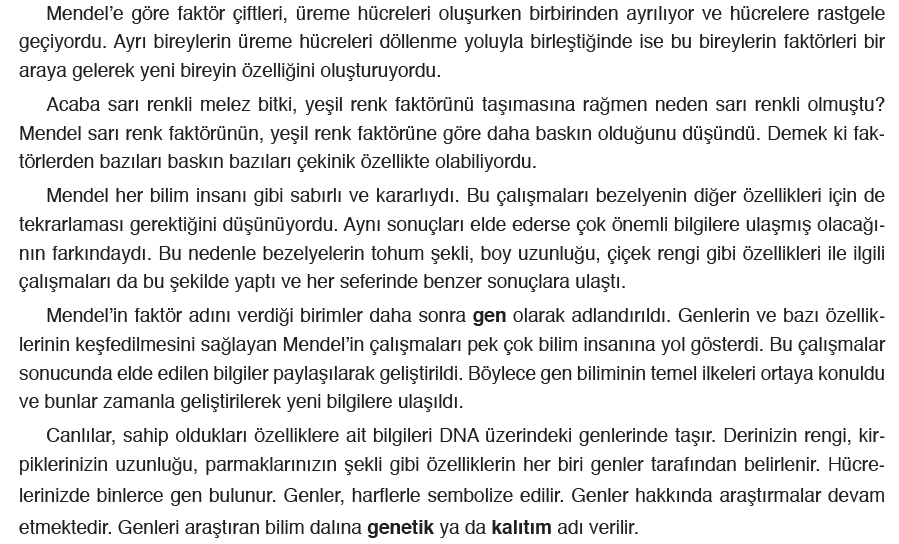 Mendel’e göre faktör çiftleri, üreme hücreleri oluşurken birbirinden ayrılıyor ve hücrelere rastgele
geçiyordu. Ayrı bireylerin üreme hücreleri döllenme yoluyla birleştiğinde ise bu bireylerin faktörleri bir
araya gelerek yeni bireyin özelliğini oluşturuyordu.
Acaba sarı renkli melez bitki, yeşil renk faktörünü taşımasına rağmen neden sarı renkli olmuştu?
Mendel sarı renk faktörünün, yeşil renk faktörüne göre daha baskın olduğunu düşündü. Demek ki fak-
törlerden bazıları baskın bazıları çekinik özellikte olabiliyordu.
Mendel her bilim insanı gibi sabırlı ve kararlıydı. Bu çalışmaları bezelyenin diğer özellikleri için de
tekrarlaması gerektiğini düşünüyordu. Aynı sonuçları elde ederse çok önemli bilgilere ulaşmış olacağı-
nın farkındaydı. Bu nedenle bezelyelerin tohum şekli, boy uzunluğu, çiçek rengi gibi özellikleri ile ilgili
çalışmaları da bu şekilde yaptı ve her seferinde benzer sonuçlara ulaştı.
Mendel’in faktör adını verdiği birimler daha sonra gen olarak adlandırıldı. Genlerin ve bazı özellik-
lerinin keşfedilmesini sağlayan Mendel’in çalışmaları pek çok bilim insanına yol gösterdi. Bu çalışmalar
sonucunda elde edilen bilgiler paylaşılarak geliştirildi. Böylece gen biliminin temel ilkeleri ortaya konuldu
ve bunlar zamanla geliştirilerek yeni bilgilere ulaşıldı.
Canlılar, sahip oldukları özelliklere ait bilgileri DNA üzerindeki genlerinde taşır. Derinizin rengi, kir-
piklerinizin uzunluğu, parmaklarınızın şekli gibi özelliklerin her biri genler tarafından belirlenir. Hücre-
lerinizde binlerce gen bulunur. Genler, harflerle sembolize edilir. Genler hakkında araştırmalar devam
etmektedir. Genleri araştıran bilim dalına genetik ya da kalıtım adı verilir.